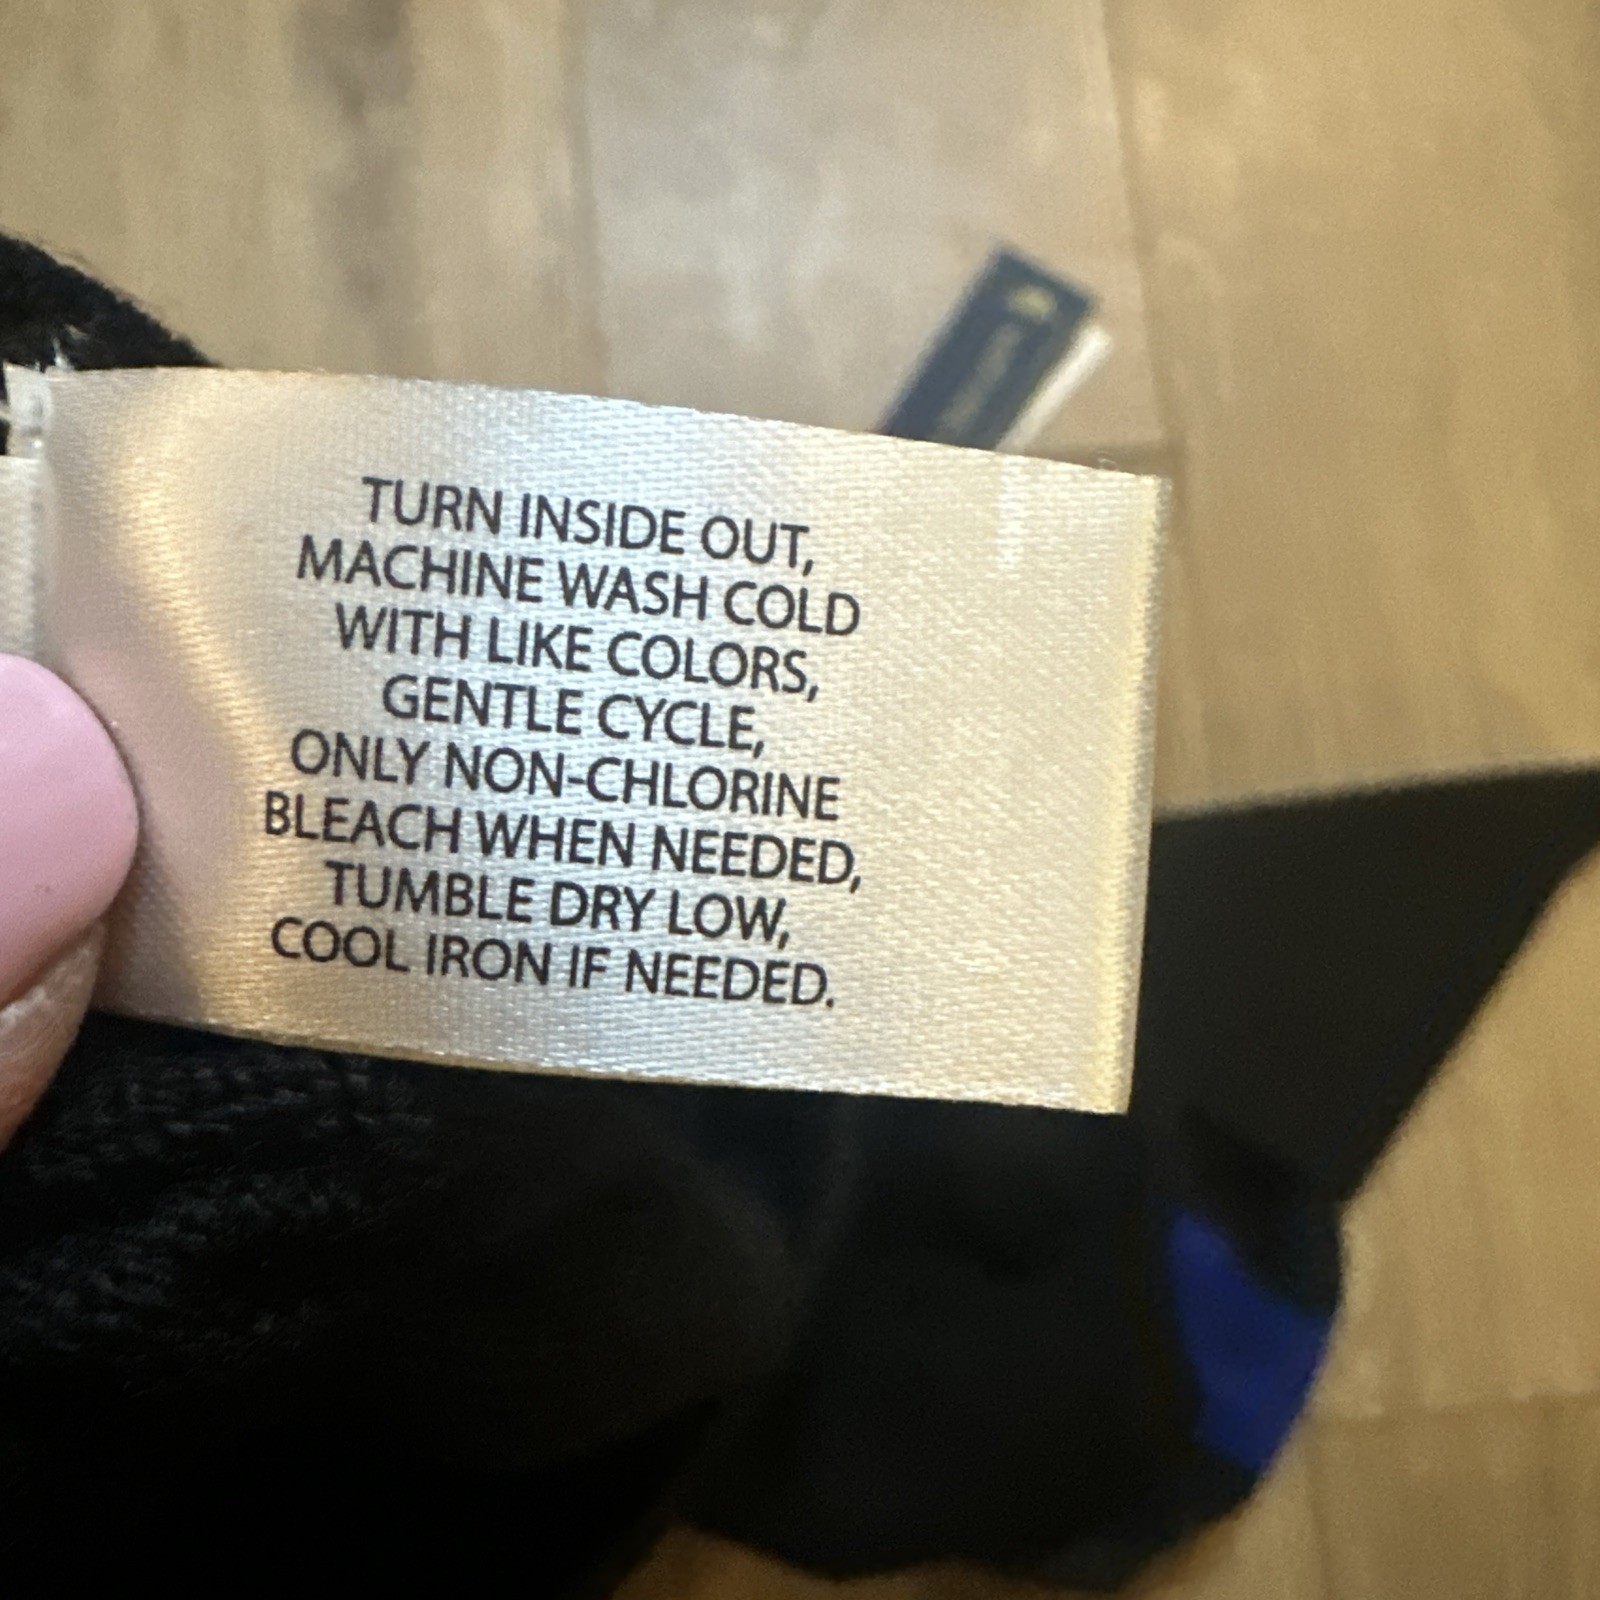 TURN INSIDE OUT,
MACHINE WASH COLD
WITH LIKE COLORS,
GENTLE CYCLE,
ONLY NON-CHLORINE
BLEACH WHEN NEEDED,
TUMBLE DRY LOW,
COOL IRON IF NEEDED.